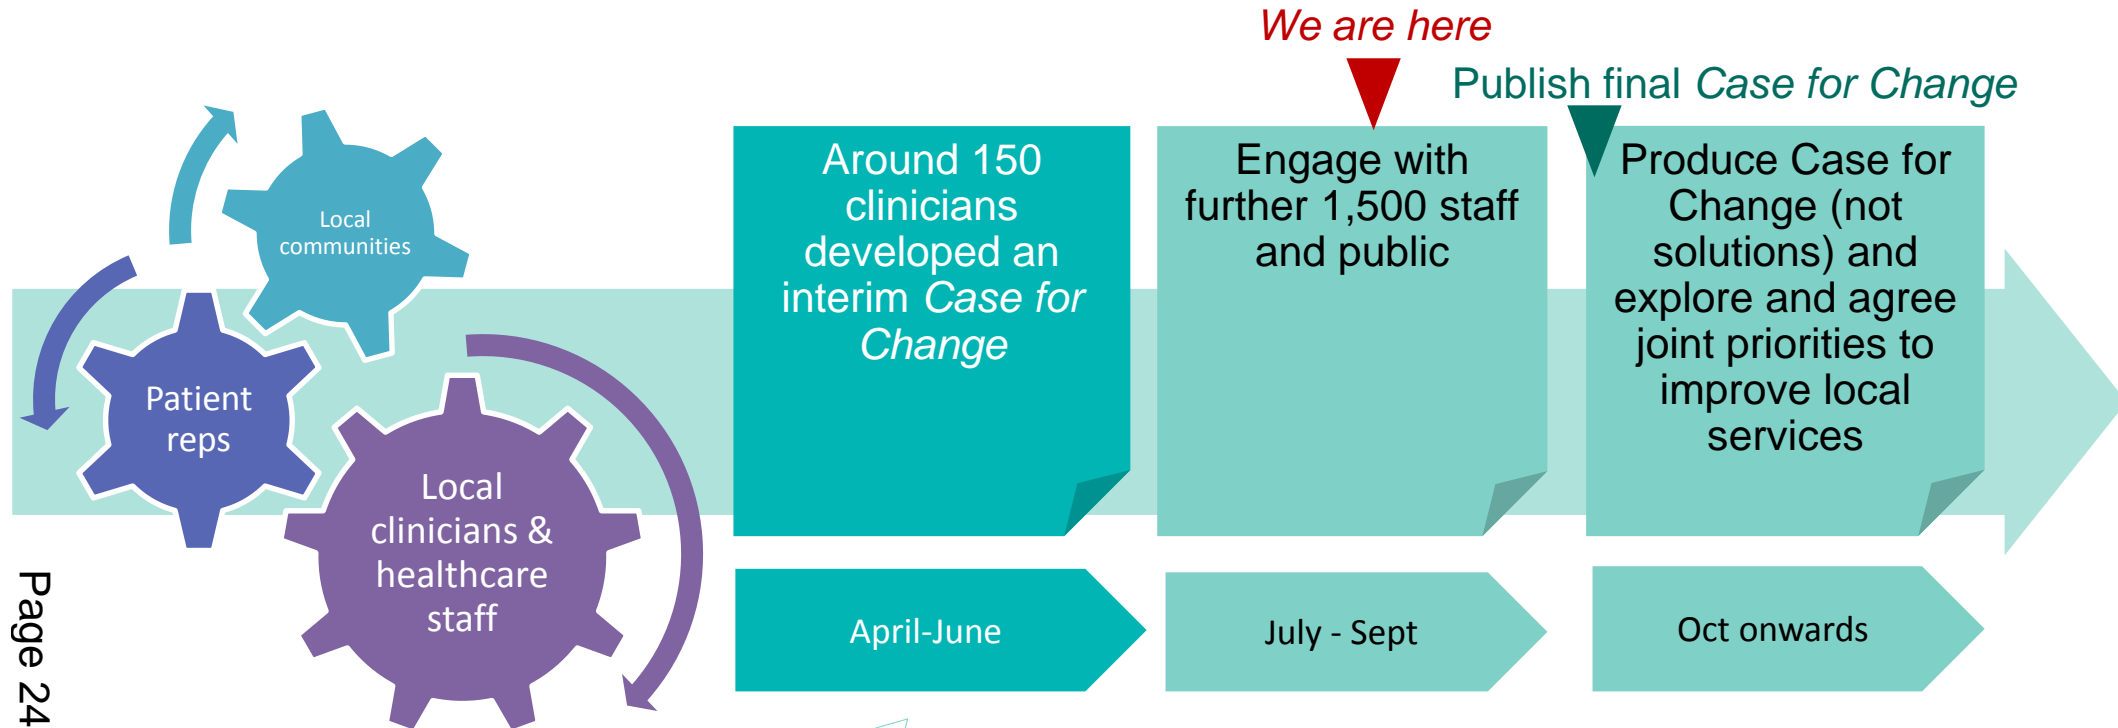 We are here
Publish final Case for Change
Local
communities
Patient
reps
Local
clinicians &
healthcare
staff
Around 150
clinicians
developed an
interim Case for
Change
Engage with
further 1,500 staff
and public
Produce Case for
Change (not
solutions) and
explore and agree
joint priorities to
improve local
services
April-June
July - Sept
Oct onwards
Page 24